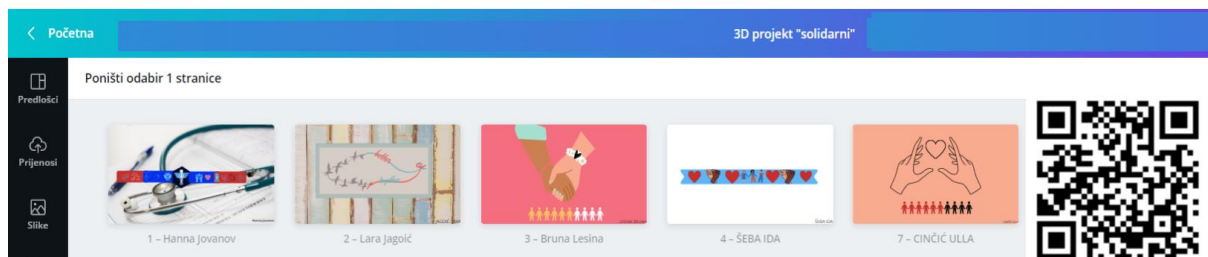 Početna
3D projekt "solidarni"
Predlošci
Prijenosi
Slike
Poništi odabir 1 stranice
1 – Hanna Jovanov
2 – Lara Jagoić
3 – Bruna Lesina
4 – ŠEBA IDA
7 – CINČIĆ ULLA